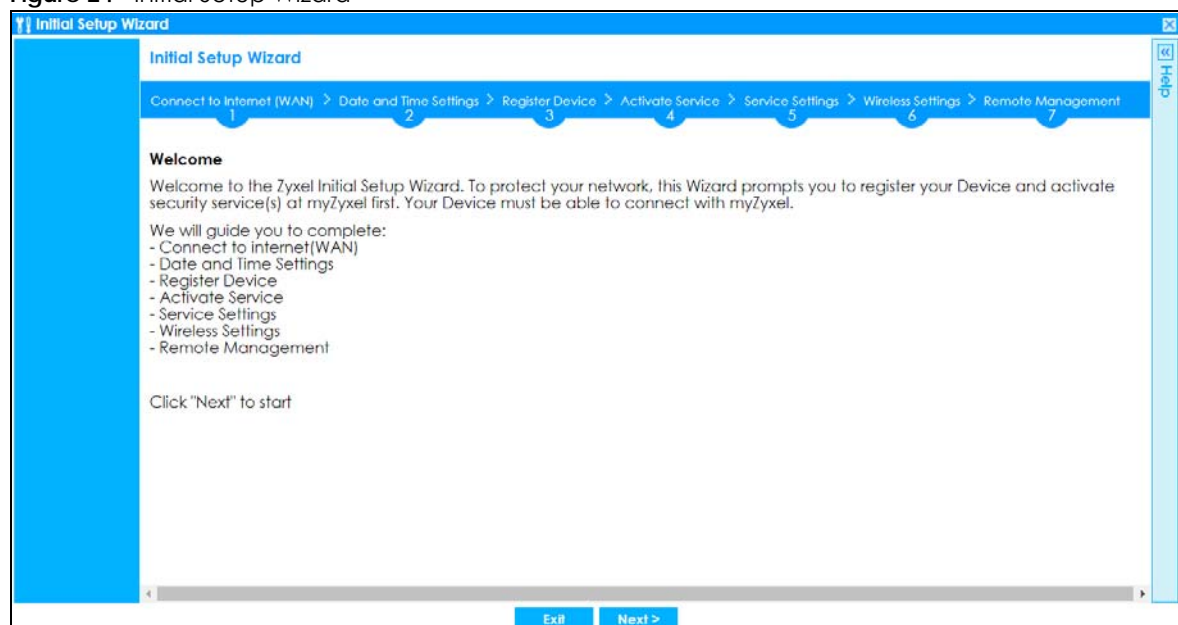 Initial Setup Wizard
Initial Setup Wizard
Help
Connect to Internet (WAN) > Date and Time Settings > Register Device > Activate Service > Service Settings > Wireless Settings > Remote Management
1 2 3 4 5 6 7
Welcome
Welcome to the Zyxel Initial Setup Wizard. To protect your network, this Wizard prompts you to register your Device and activate
security service(s) at myZyxel first. Your Device must be able to connect with myZyxel.
We will guide you to complete:
- Connect to internet(WAN)
- Date and Time Settings
- Register Device
- Activate Service
- Service Settings
- Wireless Settings
- Remote Management
Click "Next" to start
Exit Next >